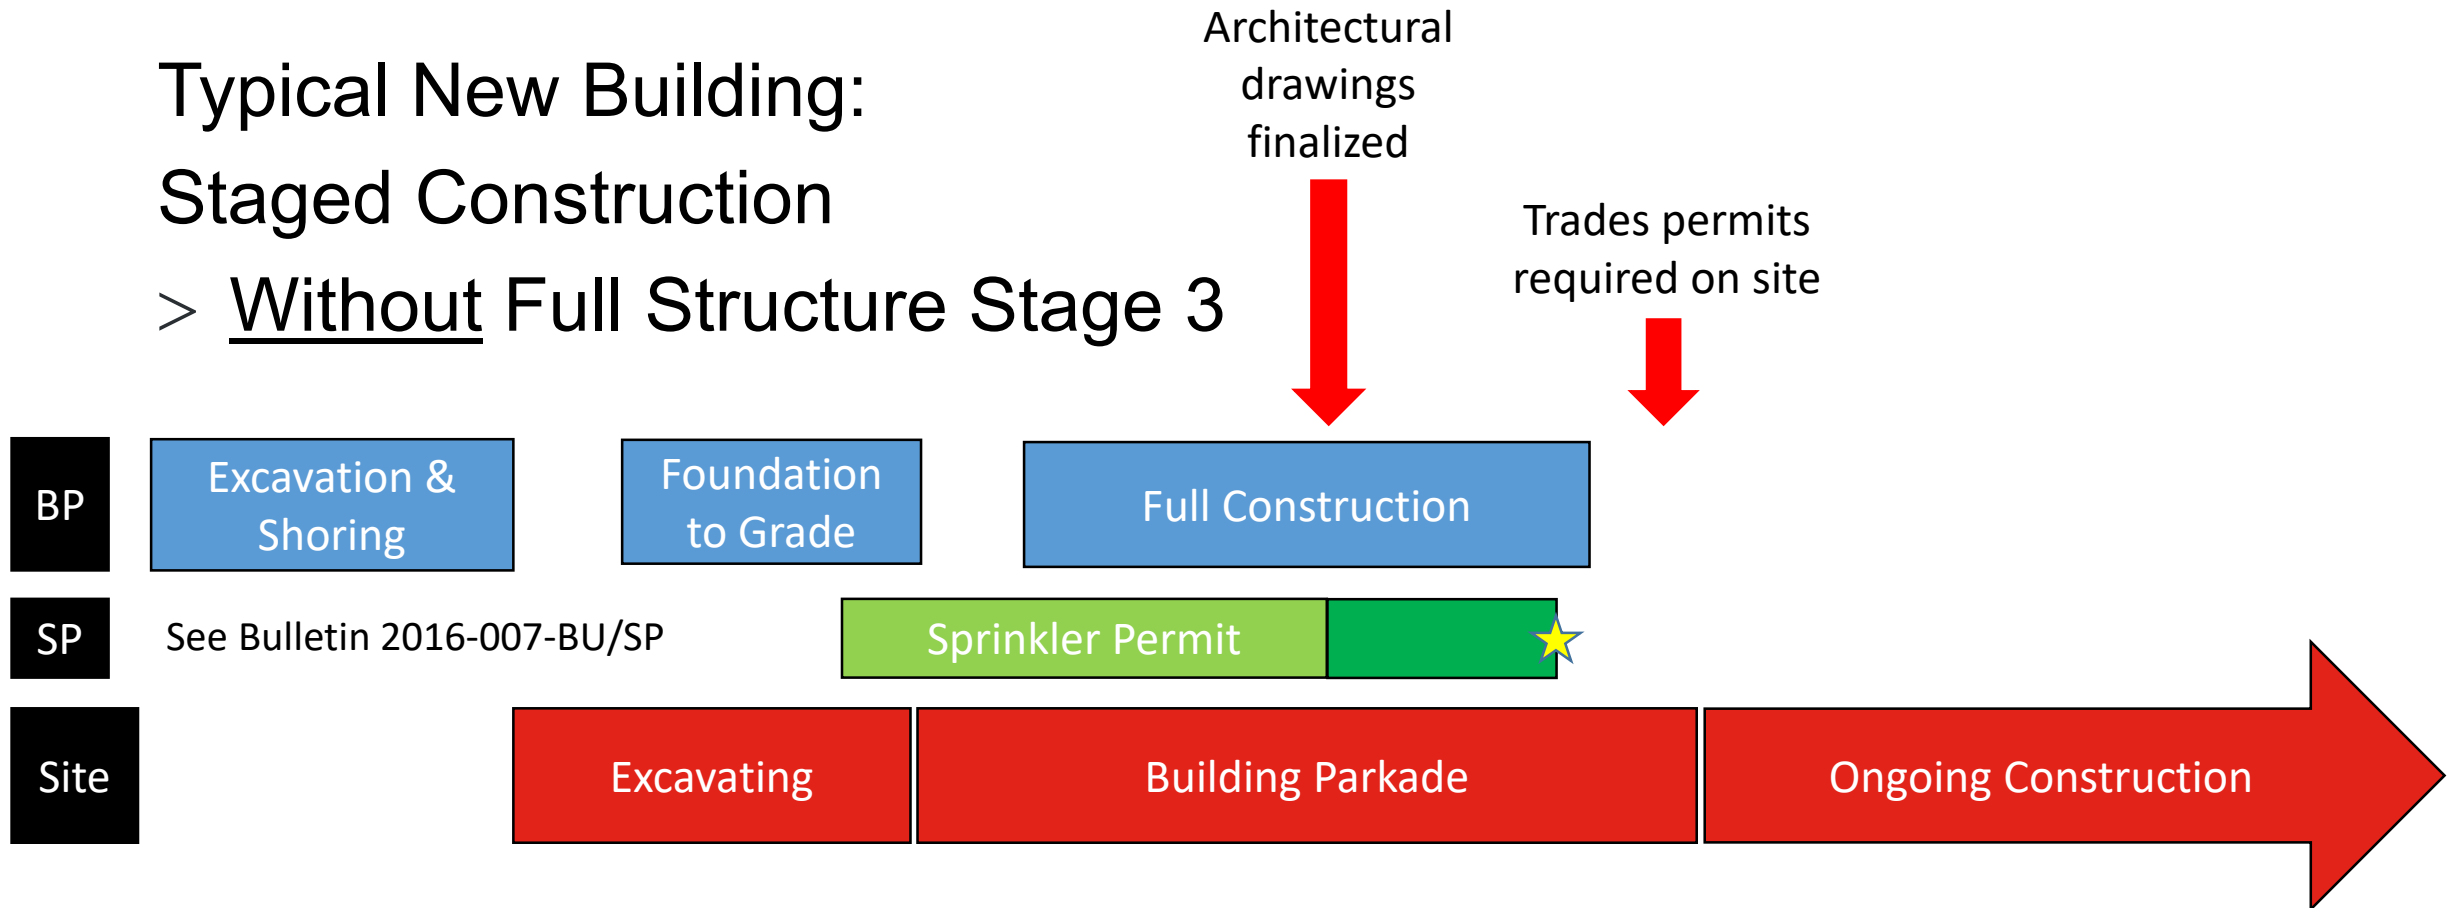 Typical New Building:
Staged Construction
> Without Full Structure Stage 3
Architectural
drawings
finalized
Trades permits
required on site
BP
Excavation &
Shoring
Foundation
to Grade
Full Construction
SP
See Bulletin 2016-007-BU/SP
Sprinkler Permit
Site
Excavating
Building Parkade
Ongoing Construction